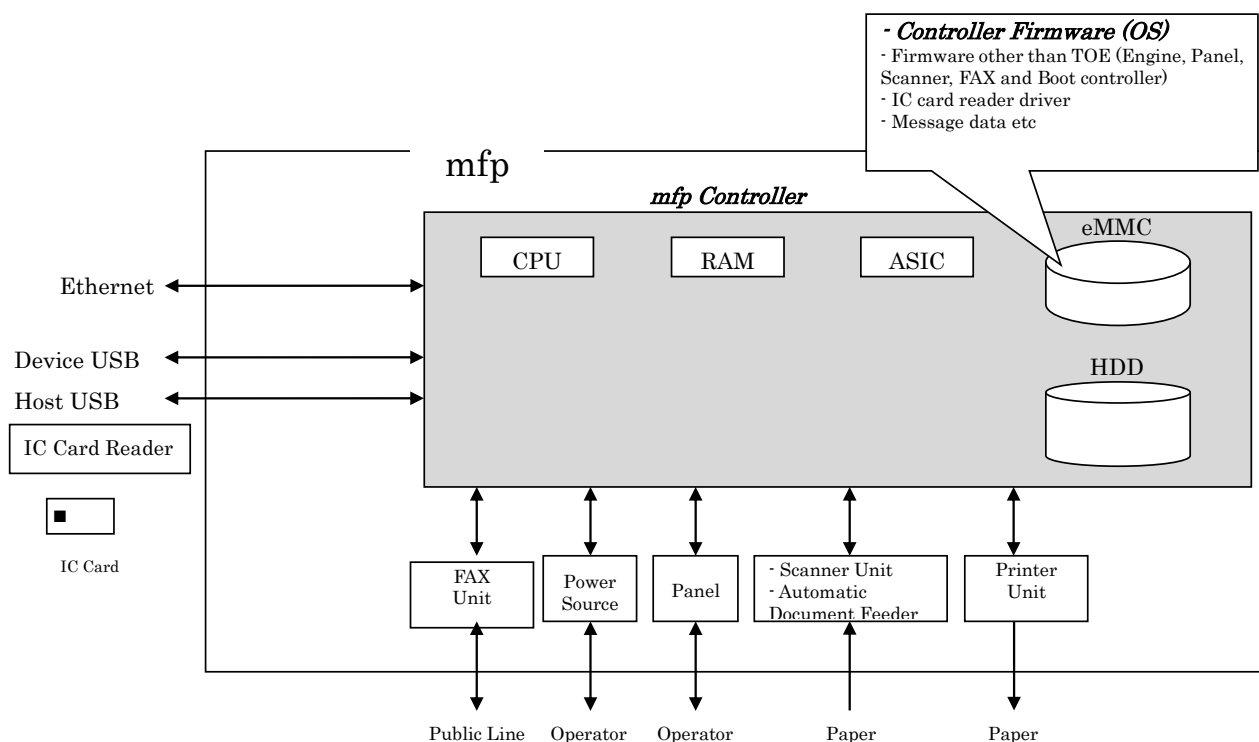 - Controller Firmware (OS)
- Firmware other than TOE (Engine, Panel,
Scanner, FAX and Boot controller)
- IC card reader driver
- Message data etc
mfp
mfp Controller
eMMC
CPU
RAM
ASIC
Ethernet
Device USB
HDD
Host USB
IC Card Reader
IC Card
FAX
Unit
Power
Source
Panel
- Scanner Unit
- Automatic
Document Feeder
Printer
Unit
Public Line
Operator
Operator
Paper
Paper